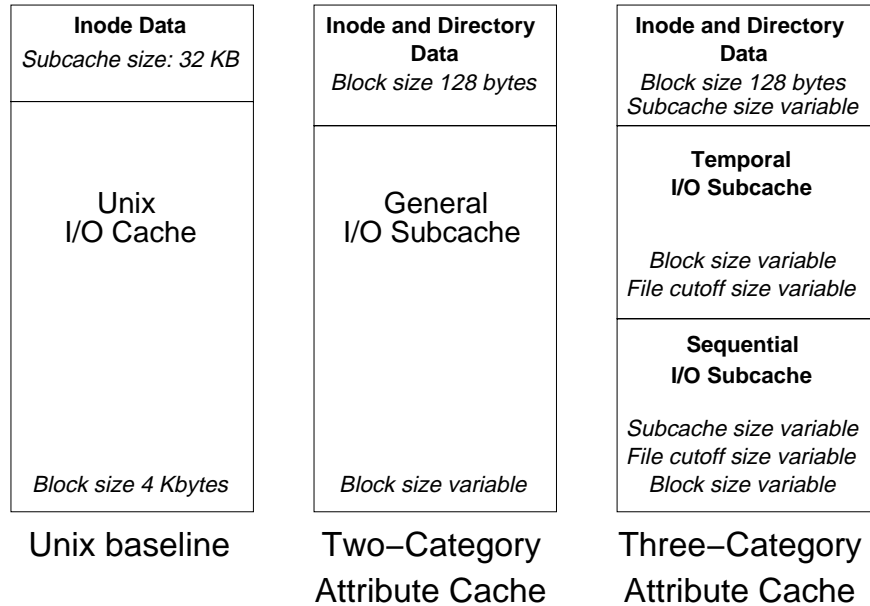 Inode Data
Subcache size: 32 KB
Unix
I/O Cache
Block size 4 Kbytes
Unix baseline
Inode and Directory
Data
Block size 128 bytes
General
I/O Subcache
Block size variable
Two−Category
Attribute Cache
Inode and Directory
Data
Block size 128 bytes
Subcache size variable
Temporal
I/O Subcache
Block size variable
File cutoff size variable
Sequential
I/O Subcache
Subcache size variable
File cutoff size variable
Block size variable
Three−Category
Attribute Cache